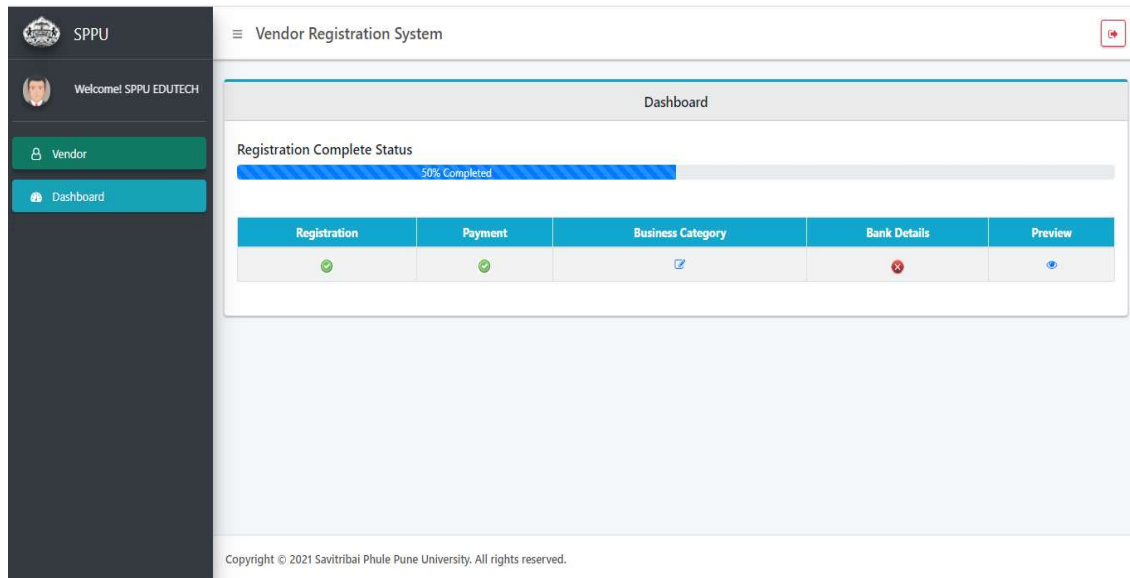 SPPU
Vendor Registration System
Welcome! SPPU EDUTECH
Vendor
Dashboard
Dashboard
Registration Complete Status
50% Completed
Registration Payment Business Category Bank Details Preview
Copyright © 2021 Savitribai Phule Pune University. All rights reserved.